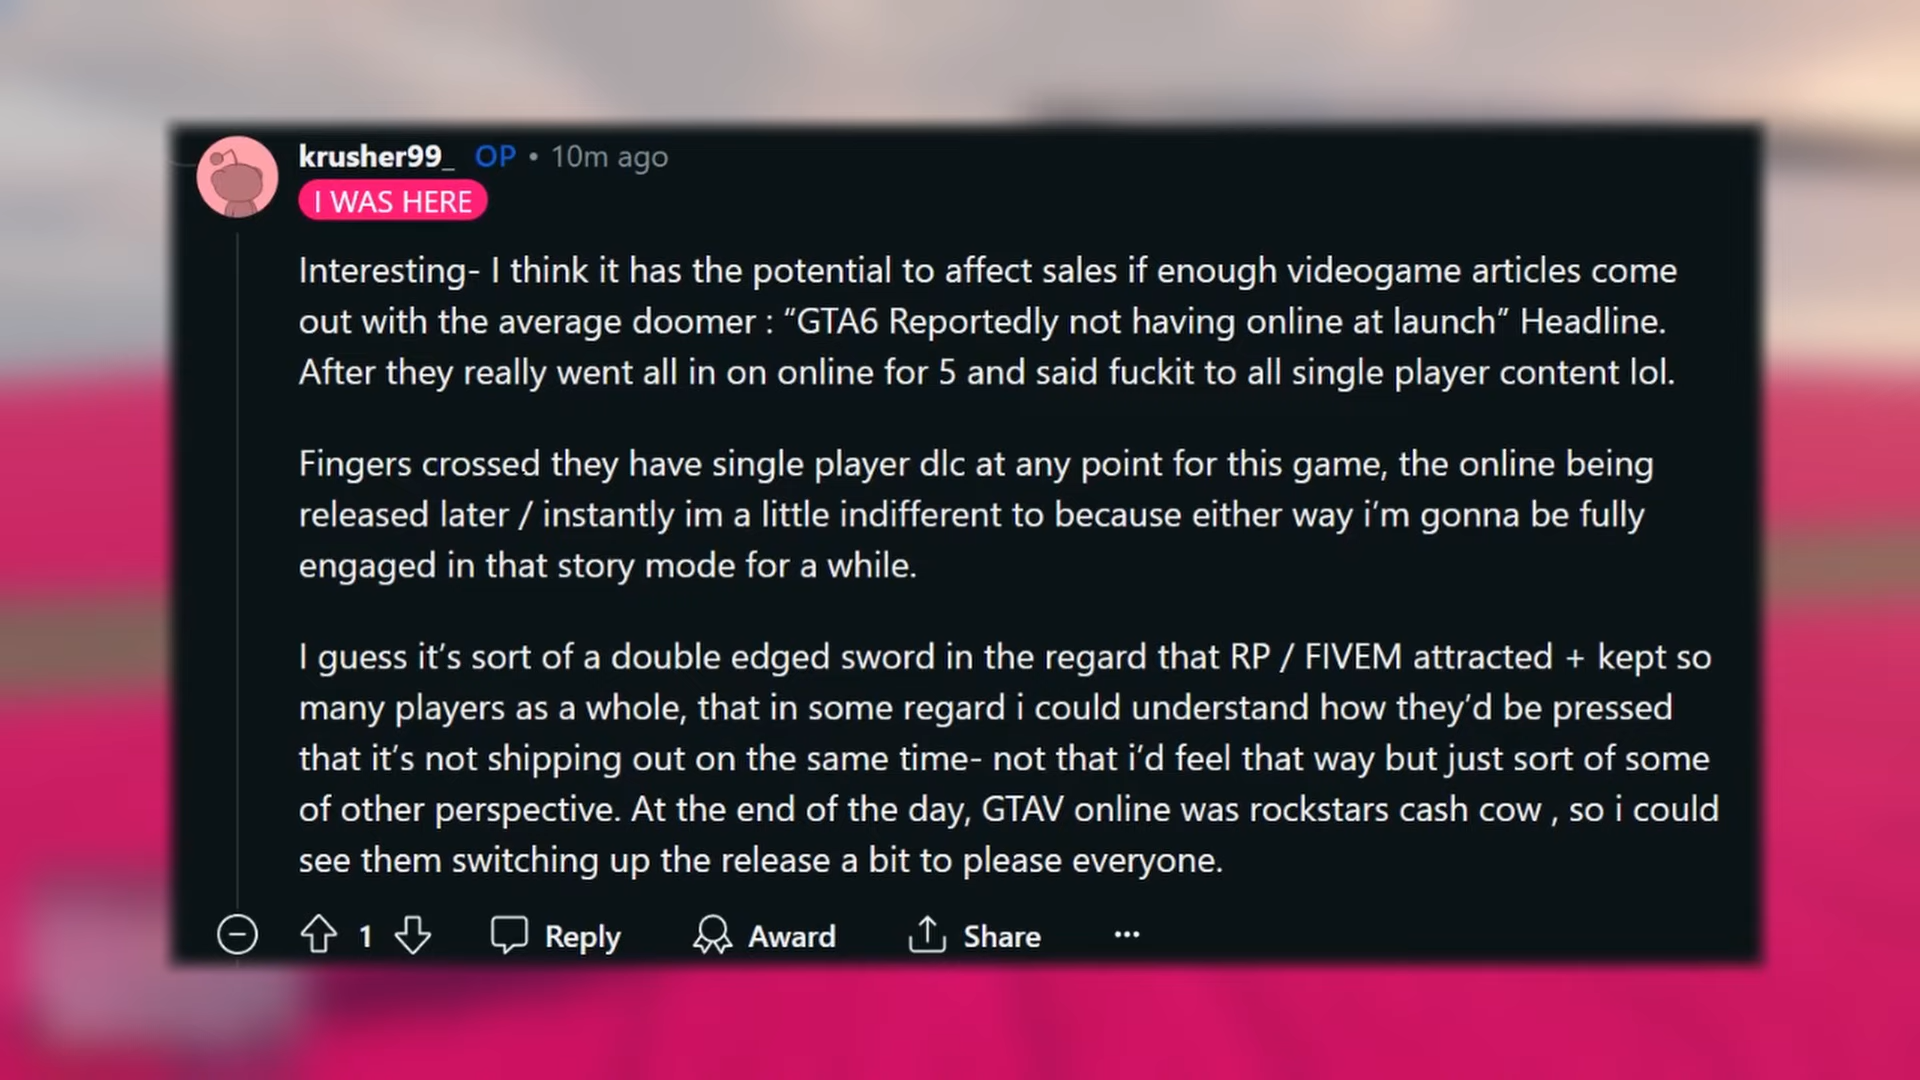 krusher99_ OP • 10m ago
I WAS HERE
Interesting- I think it has the potential to affect sales if enough videogame articles come
out with the average doomer : “GTA6 Reportedly not having online at launch” Headline.
After they really went all in on online for 5 and said fuckit to all single player content lol.
Fingers crossed they have single player dlc at any point for this game, the online being
released later / instantly im a little indifferent to because either way i’m gonna be fully
engaged in that story mode for a while.
I guess it’s sort of a double edged sword in the regard that RP / FIVEM attracted + kept so
many players as a whole, that in some regard i could understand how they’d be pressed
that it’s not shipping out on the same time- not that i’d feel that way but just sort of some
of other perspective. At the end of the day, GTAV online was rockstars cash cow , so i could
see them switching up the release a bit to please everyone.
1 Reply Award Share ···